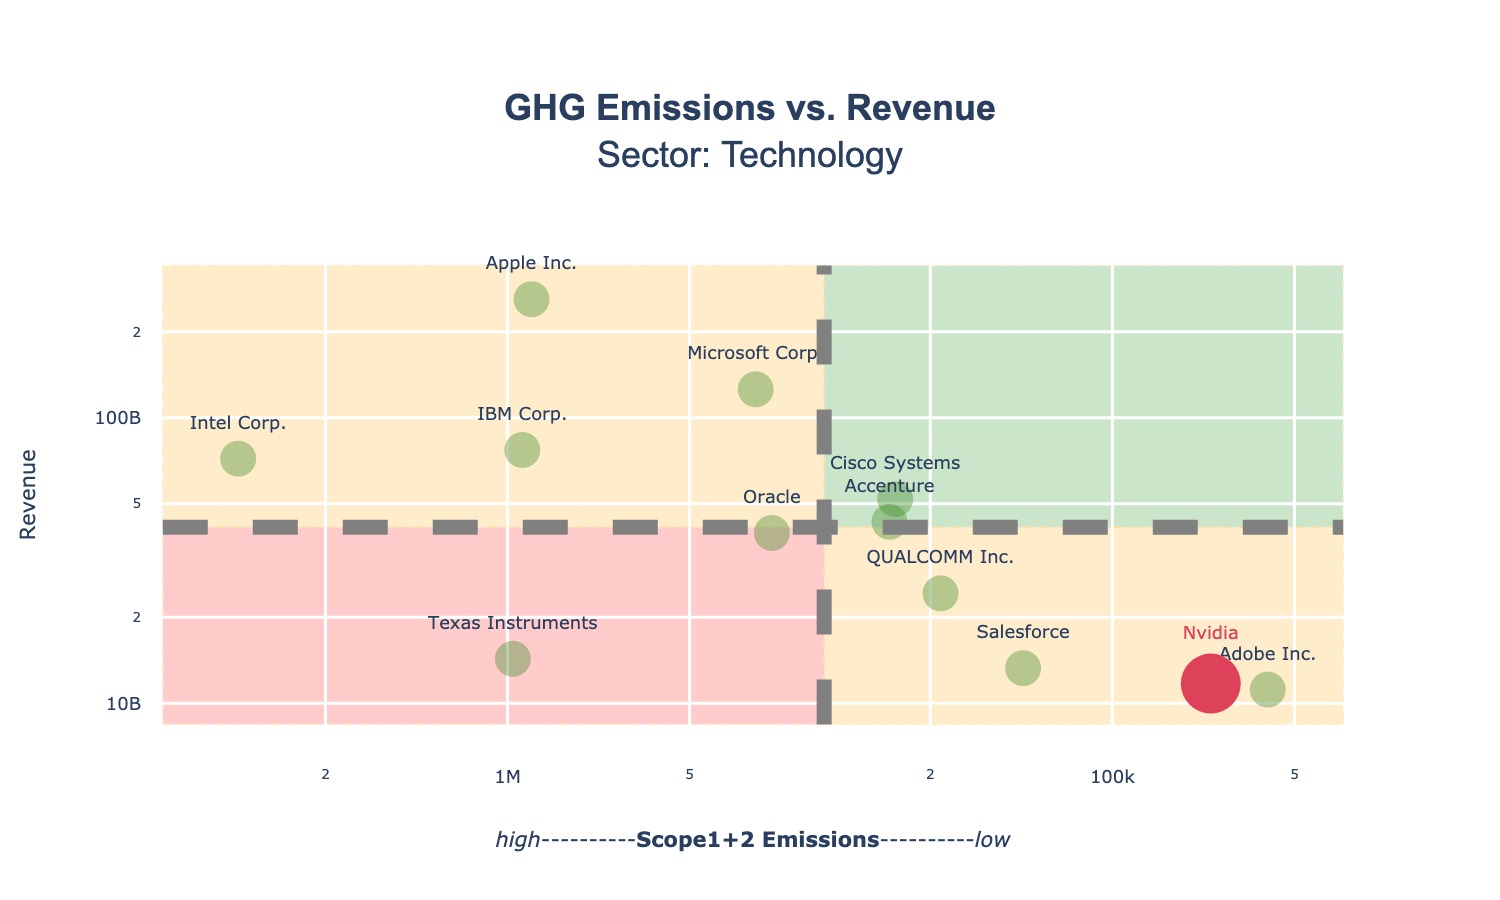 GHG Emissions vs. Revenue
Sector: Technology
Apple Inc.
2
Microsoft Corp
100B
Intel Corp.
IBM Corp.
Cisco Systems
Accenture
Oracle
5
Revenue
QUALCOMM Inc.
2
Texas Instruments
Salesforce
Nvidia
Adobe Inc.
10B
2
1M
5
2
100k
5
high----------Scope1+2 Emissions----------low